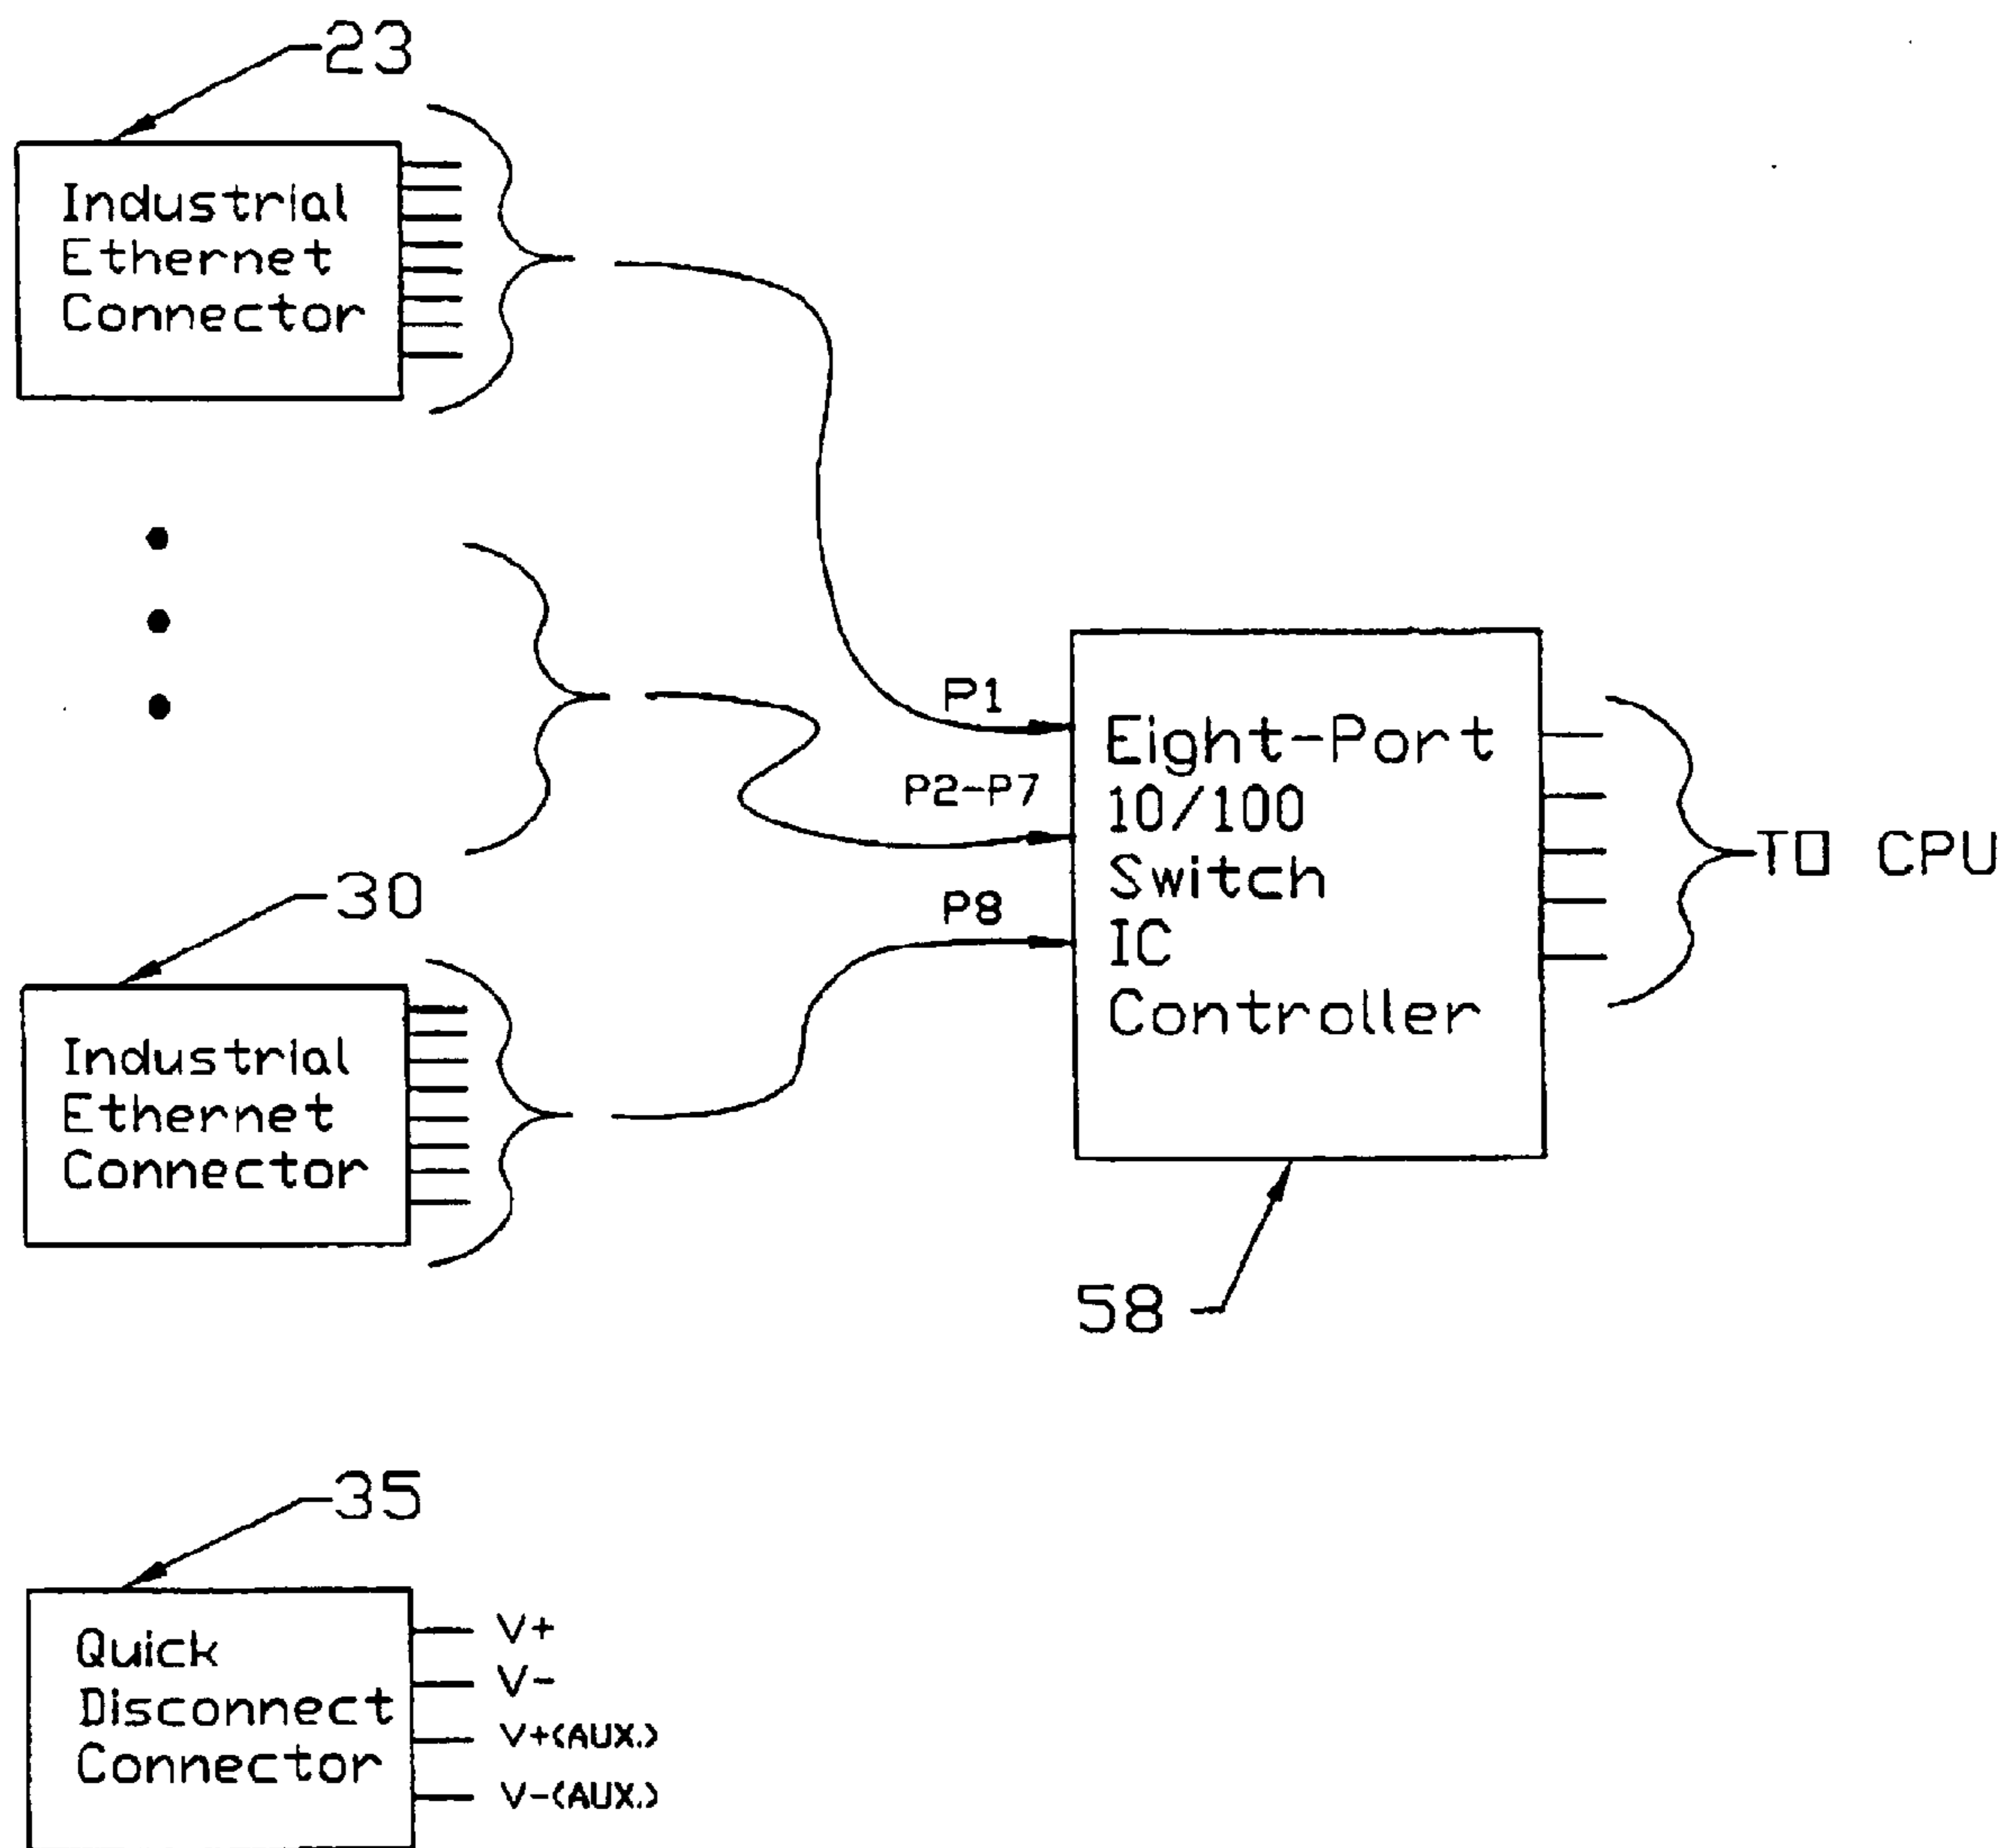 23
Industrial
Ethernet
Connector
P1
P2-P7
P8
Eight-Port
10/100
Switch
IC
Controller
TO CPU
30
Industrial
Ethernet
Connector
58
35
Quick
Disconnect
Connector
V+
V-
V+(AUX.)
V-(AUX.)